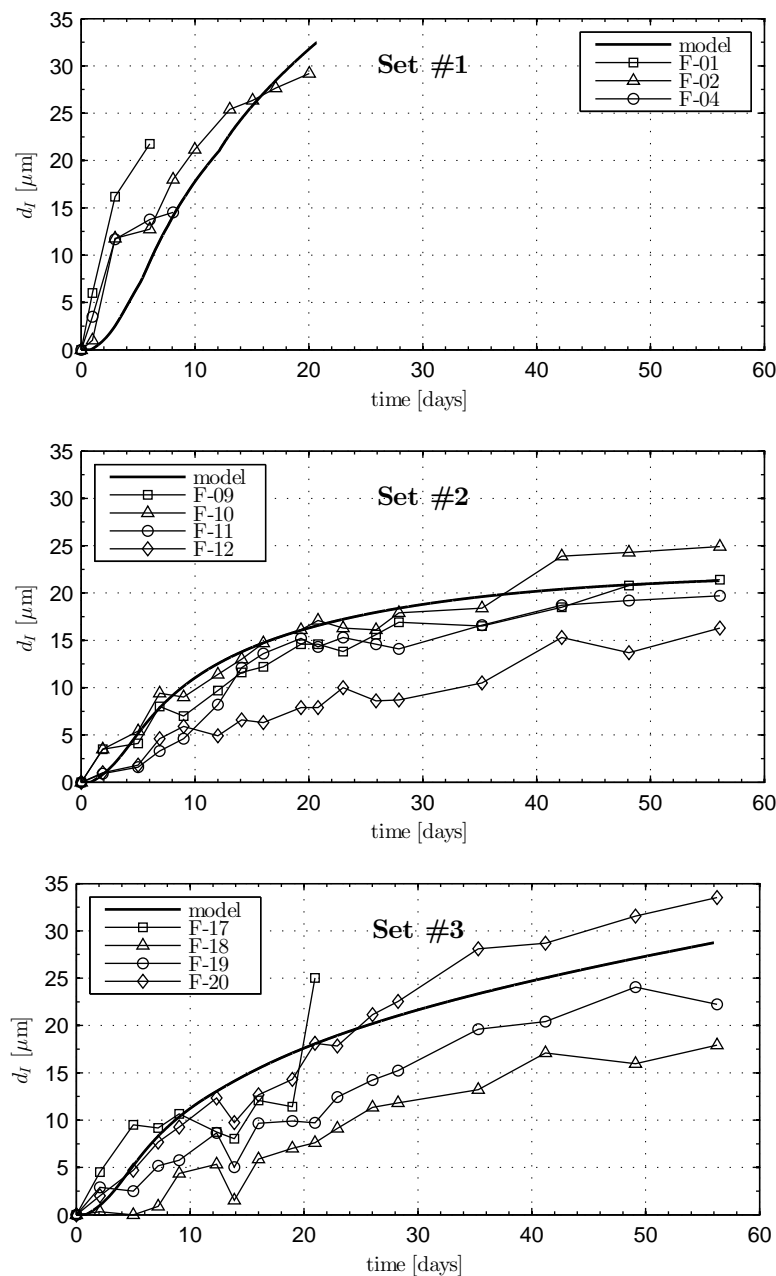 35
30
25
20
15
10
5
0
d_I [μm]
Set #1
model
F-01
F-02
F-04
0 10 20 30 40 50 60
time [days]
35
30
25
20
15
10
5
0
d_I [μm]
model
F-09
F-10
F-11
F-12
Set #2
0 10 20 30 40 50 60
time [days]
35
30
25
20
15
10
5
0
d_I [μm]
model
F-17
F-18
F-19
F-20
Set #3
0 10 20 30 40 50 60
time [days]